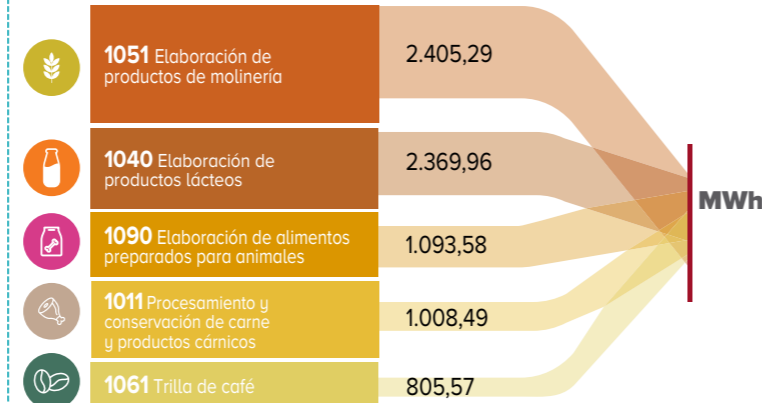 1051 Elaboración de
productos de molinería
2.405,29
1040 Elaboración de
productos lácteos
2.369,96
MWh
1090 Elaboración de alimentos
preparados para animales
1.093,58
1011 Procesamiento y
conservación de carne
y productos cárnicos
1.008,49
1061 Trilla de café
805,57